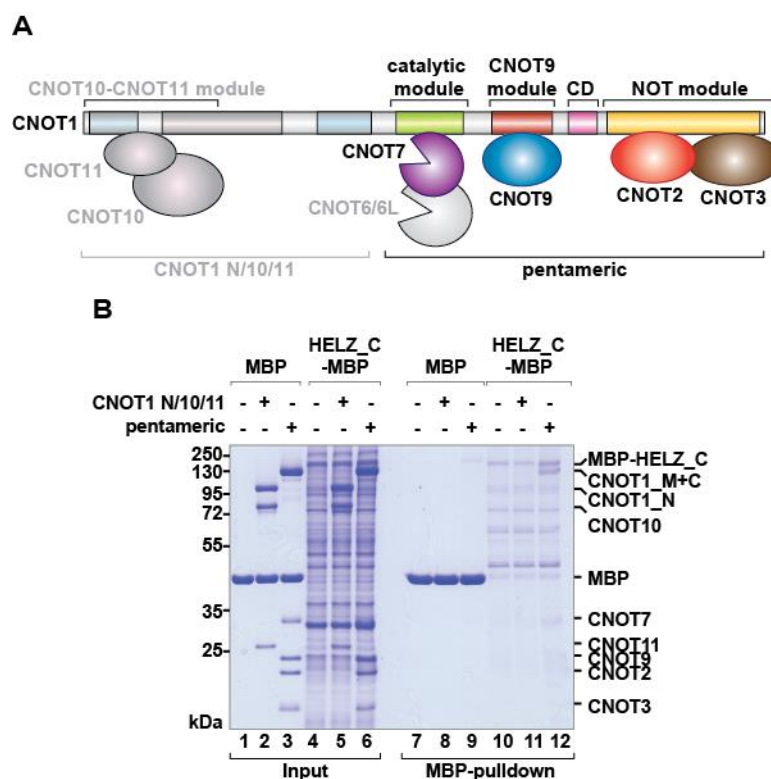 A
CNOT10-CNOT11 module
catalytic module
CNOT9 module
CD
NOT module
CNOT1
CNOT7
CNOT11
CNOT10
CNOT6/6L
CNOT9
CNOT2
CNOT3
CNOT1 N/10/11
pentameric
B
MBP
HELZ_C
-MBP
MBP
HELZ_C
-MBP
CNOT1 N/10/11 - + - - + - - + - - + -
pentameric - - + - - + - - + - - +
250
130
95
72
55
35
25
kDa
MBP-HELZ_C
CNOT1_M+C
CNOT1_N
CNOT10
MBP
CNOT7
CNOT11
CNOT9
CNOT2
CNOT3
1 2 3 4 5 6 7 8 9 10 11 12
Input
MBP-pulldown